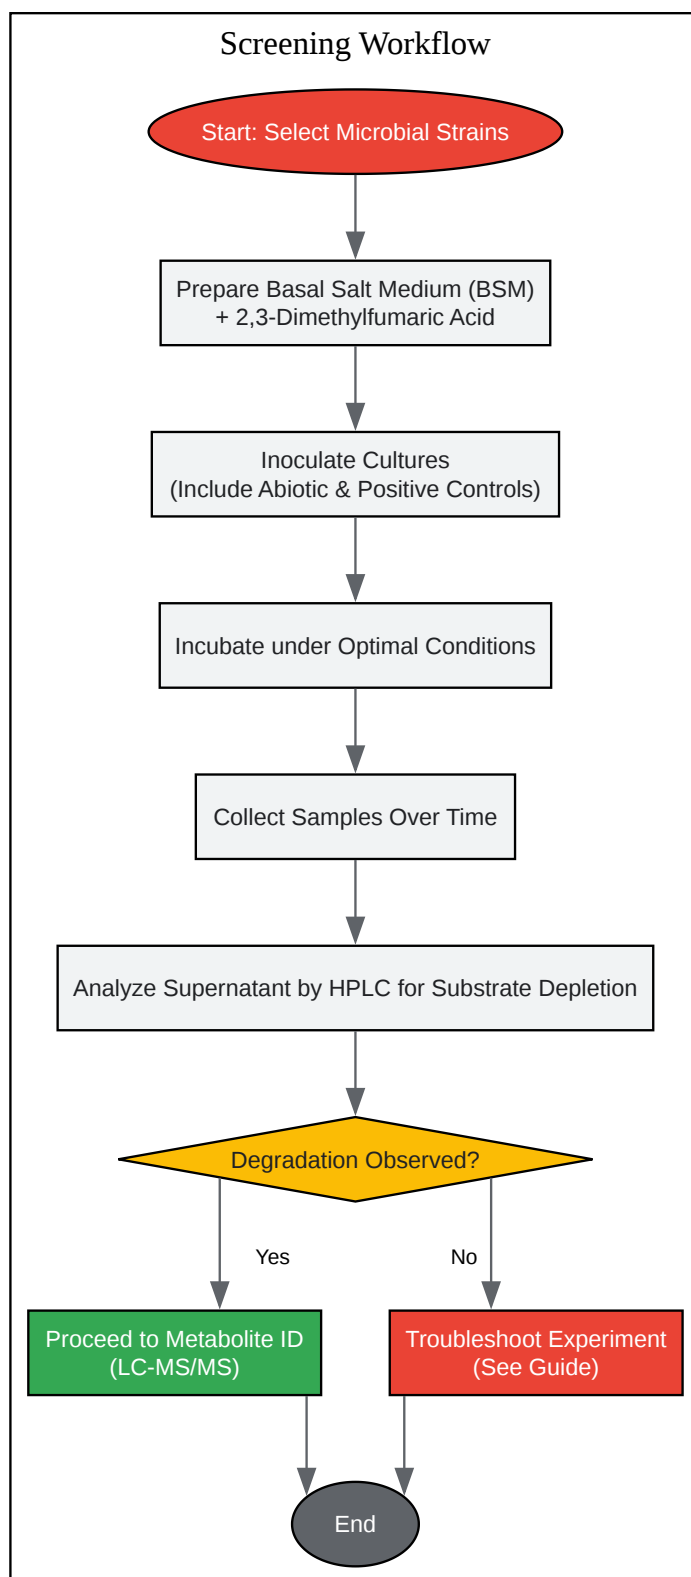 Screening Workflow
Start: Select Microbial Strains
Prepare Basal Salt Medium (BSM)
+ 2,3-Dimethylfumaric Acid
Inoculate Cultures
(Include Abiotic & Positive Controls)
Incubate under Optimal Conditions
Collect Samples Over Time
Analyze Supernatant by HPLC for Substrate Depletion
Degradation Observed?
Yes
No
Proceed to Metabolite ID
(LC-MS/MS)
Troubleshoot Experiment
(See Guide)
End